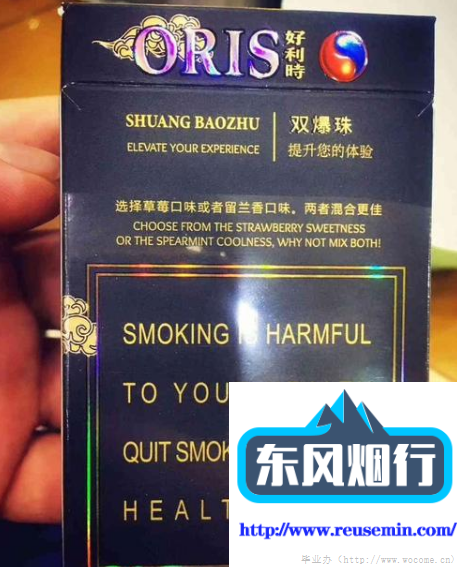 ORIS 好利時
SHUANG BAOZHU 双爆珠
ELEVATE YOUR EXPERIENCE 提升您的体验
选择草莓口味或者留兰香口味。两者混合更佳
CHOOSE FROM THE STRAWBERRY SWEETNESS
OR THE SPEARMINT COOLNESS, WHY NOT MIX BOTH!
SMOKING IS HARMFUL
TO YOU
QUIT SMOK
HEALT
东风烟行
http://www.reusemin.com/
毕业办（http://www.wocome.cn）